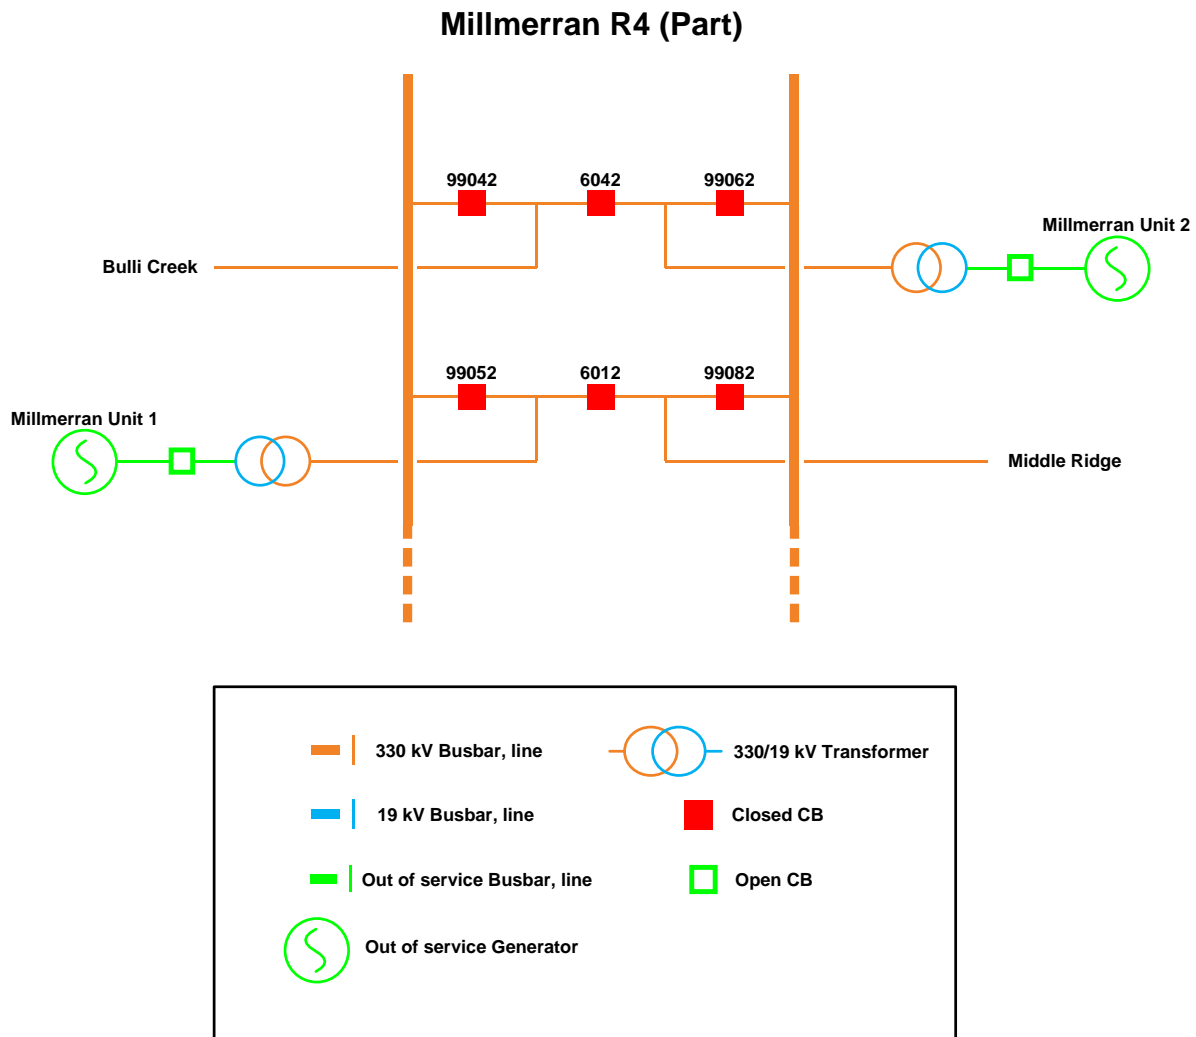 Millmerran R4 (Part)
99042
6042
99062
Millmerran Unit 2
Bulli Creek
99052
6012
99082
Millmerran Unit 1
Middle Ridge
330 kV Busbar, line
330/19 kV Transformer
19 kV Busbar, line
Closed CB
Out of service Busbar, line
Open CB
Out of service Generator